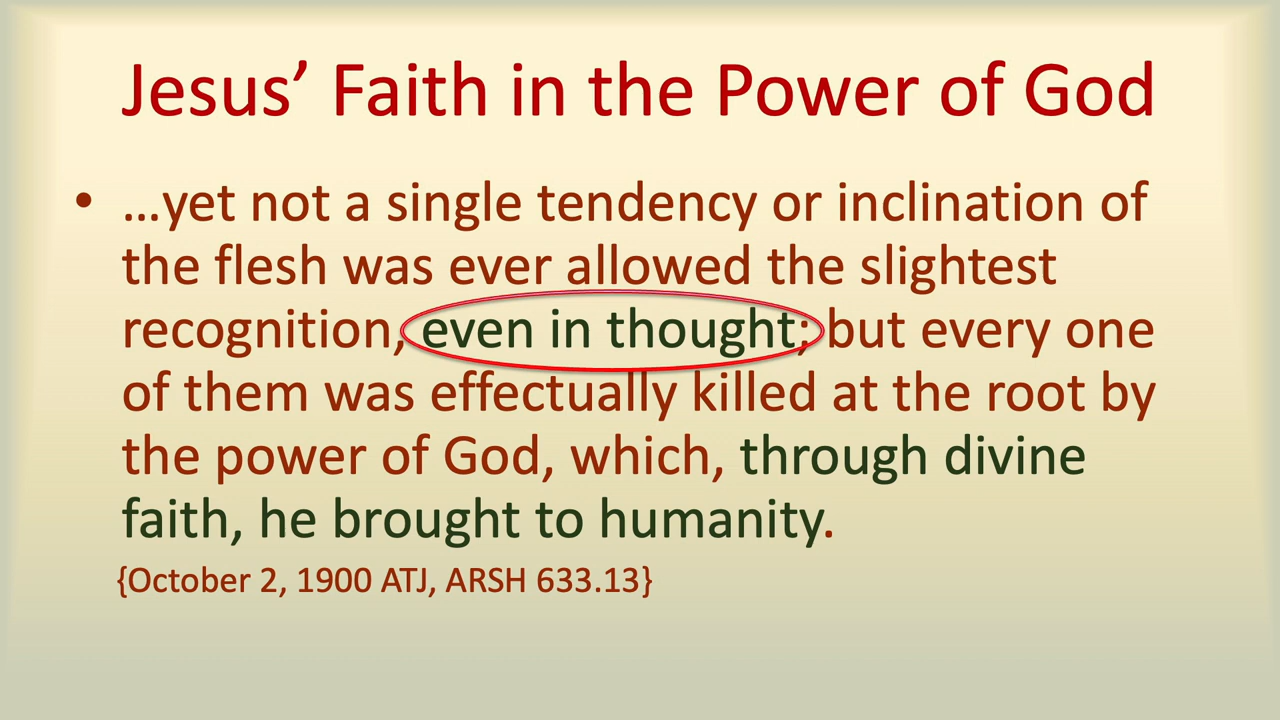 Jesus’ Faith in the Power of God
• …yet not a single tendency or inclination of
the flesh was ever allowed the slightest
recognition, even in thought; but every one
of them was effectually killed at the root by
the power of God, which, through divine
faith, he brought to humanity.
{October 2, 1900 ATJ, ARSH 633.13}